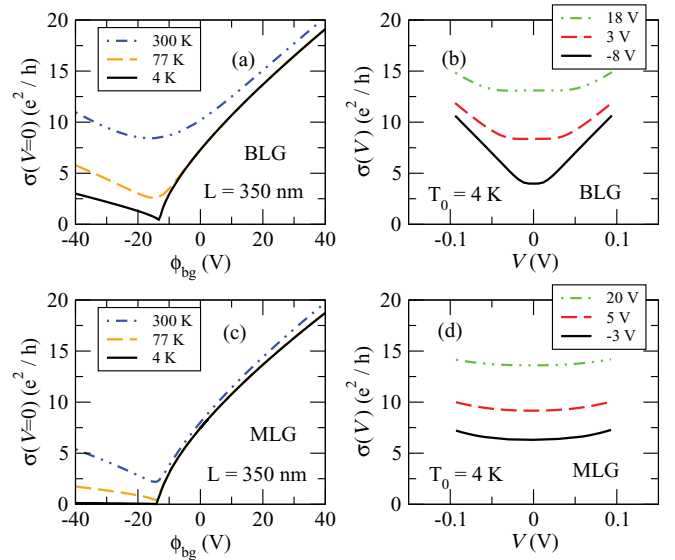 20
15
10
5
0
σ(V=0) (e² / h)
300 K
77 K
4 K
(a)
BLG
L = 350 nm
-40
-20
0
20
40
ϕbg (V)
20
15
10
5
0
σ(V) (e² / h)
(b)
18 V
3 V
-8 V
T₀ = 4 K
BLG
-0.1
0
0.1
V (V)
20
15
10
5
0
σ(V=0) (e² / h)
300 K
77 K
4 K
(c)
MLG
L = 350 nm
-40
-20
0
20
40
ϕbg (V)
20
15
10
5
0
σ(V) (e² / h)
(d)
20 V
5 V
-3 V
T₀ = 4 K
MLG
-0.1
0
0.1
V (V)